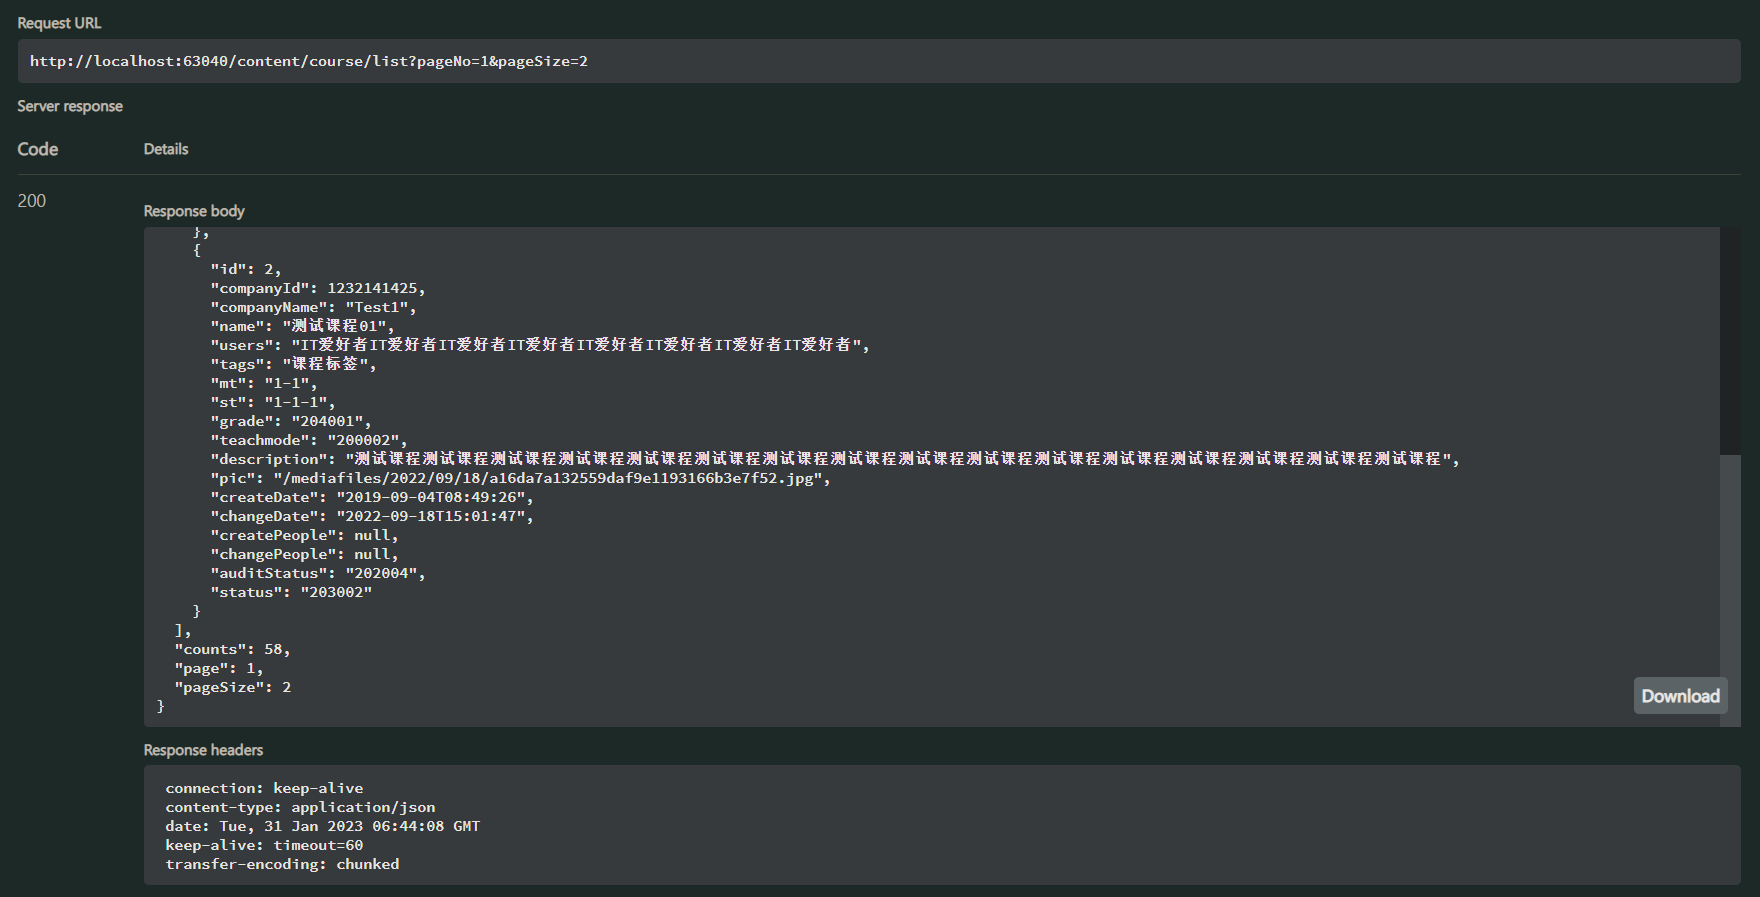 Request URL
http://localhost:63040/content/course/list?pageNo=1&pageSize=2
Server response
Code Details
200
Response body
},
{
"id": 2,
"companyId": 1232141425,
"companyName": "Test1",
"name": "测试课程01",
"users": "IT爱好者IT爱好者IT爱好者IT爱好者IT爱好者IT爱好者IT爱好者IT爱好者",
"tags": "课程标签",
"mt": "1-1",
"st": "1-1-1",
"grade": "204001",
"teachmode": "200002",
"description": "测试课程测试课程测试课程测试课程测试课程测试课程测试课程测试课程测试课程测试课程测试课程测试课程测试课程测试课程测试课程测试课程",
"pic": "/mediafiles/2022/09/18/a16da7a132559daf9e1193166b3e7f52.jpg",
"createDate": "2019-09-04T08:49:26",
"changeDate": "2022-09-18T15:01:47",
"createPeople": null,
"changePeople": null,
"auditStatus": "202004",
"status": "203002"
}
],
"counts": 58,
"page": 1,
"pageSize": 2
}
Download
Response headers
connection: keep-alive
content-type: application/json
date: Tue, 31 Jan 2023 06:44:08 GMT
keep-alive: timeout=60
transfer-encoding: chunked